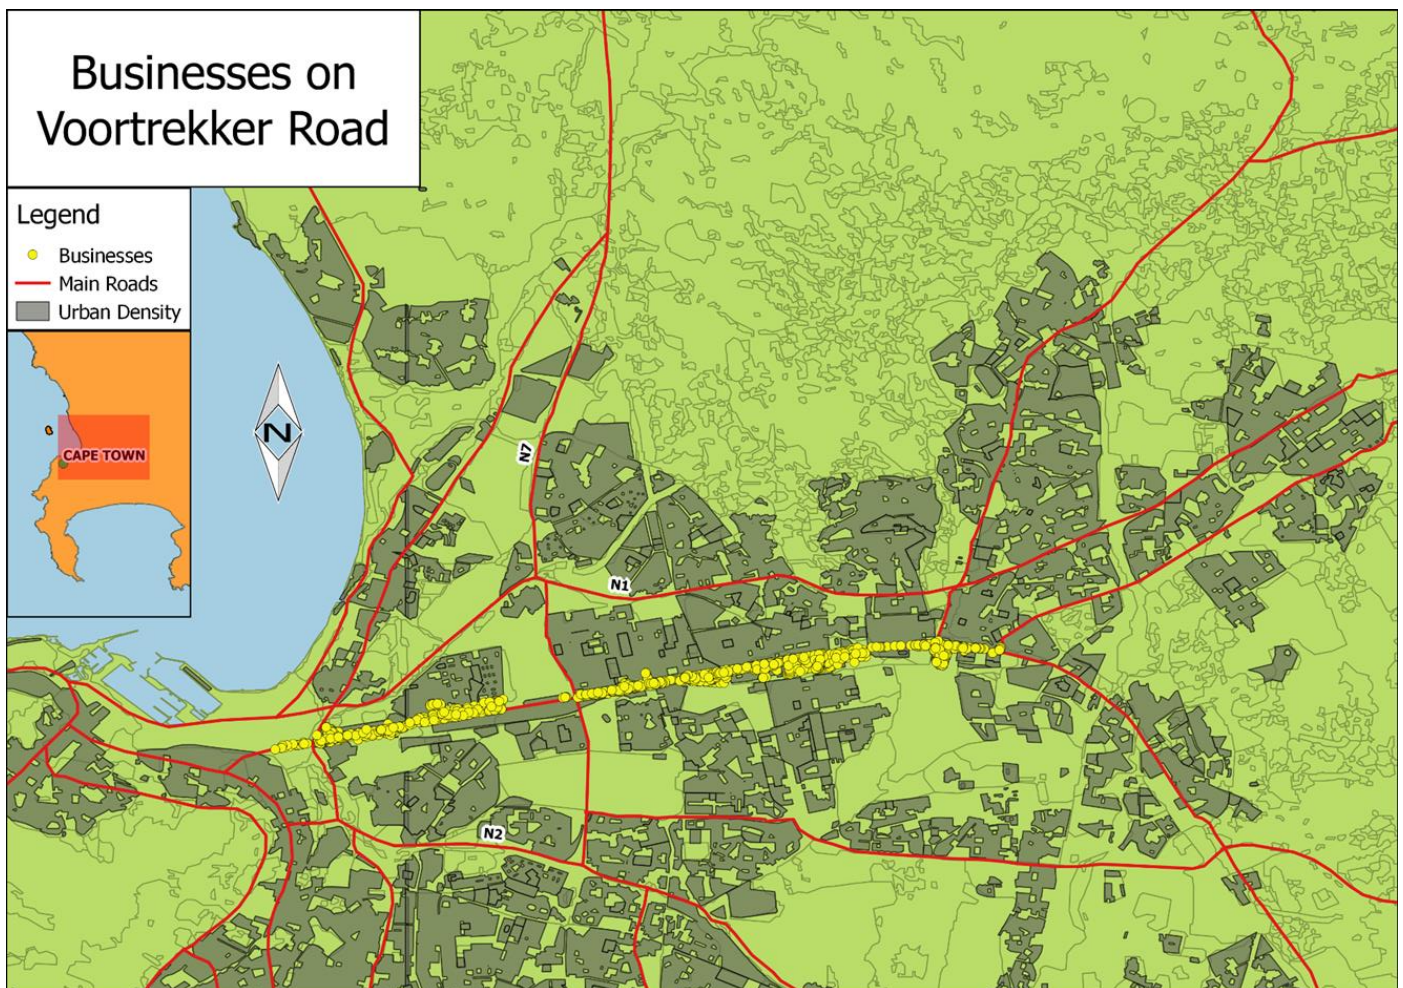 Businesses on
Voortrekker Road
Legend
Businesses
Main Roads
Urban Density
CAPE TOWN
N
N7
N1
N2